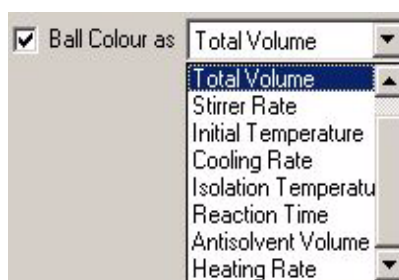 Ball Colour as Total Volume
Total Volume
Stirrer Rate
Initial Temperature
Cooling Rate
Isolation Temperatu
Reaction Time
Antisolvent Volume
Heating Rate